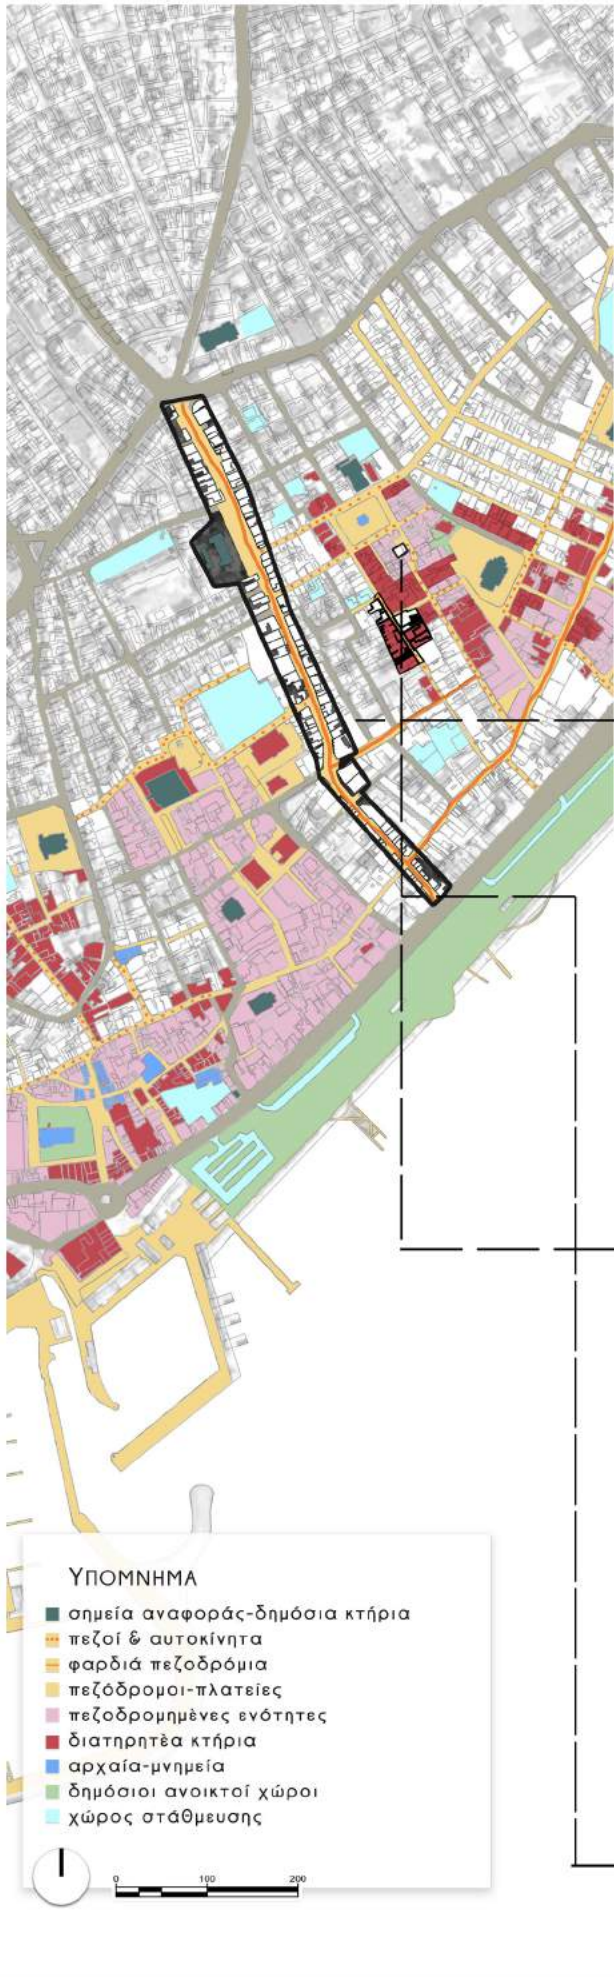 ΥΠΟΜΝΗΜΑ
σημεία αναφοράς-δημόσια κτήρια
πεζοί & αυτοκίνητα
φαρδιά πεζοδρόμια
πεζόδρομοι-πλατείες
πεζοδρομημένες ενότητες
διατηρητὲα κτήρια
αρχαία-μνημεία
δημόσιοι ανοικτοί χώροι
χώρος στάθμευσης
0 100 200